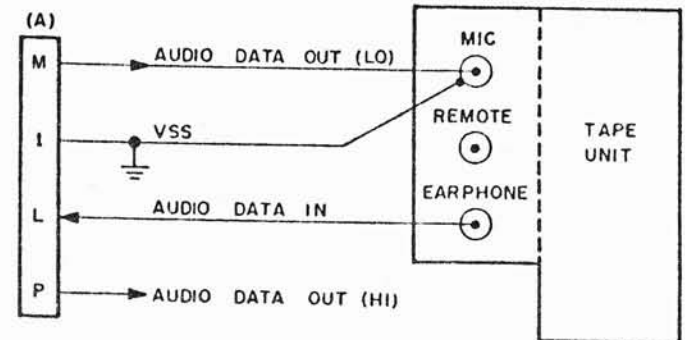 (A)
M AUDIO DATA OUT (LO) MIC
1 VSS REMOTE
TAPE
UNIT
L AUDIO DATA IN EARPHONE
P AUDIO DATA OUT (HI)